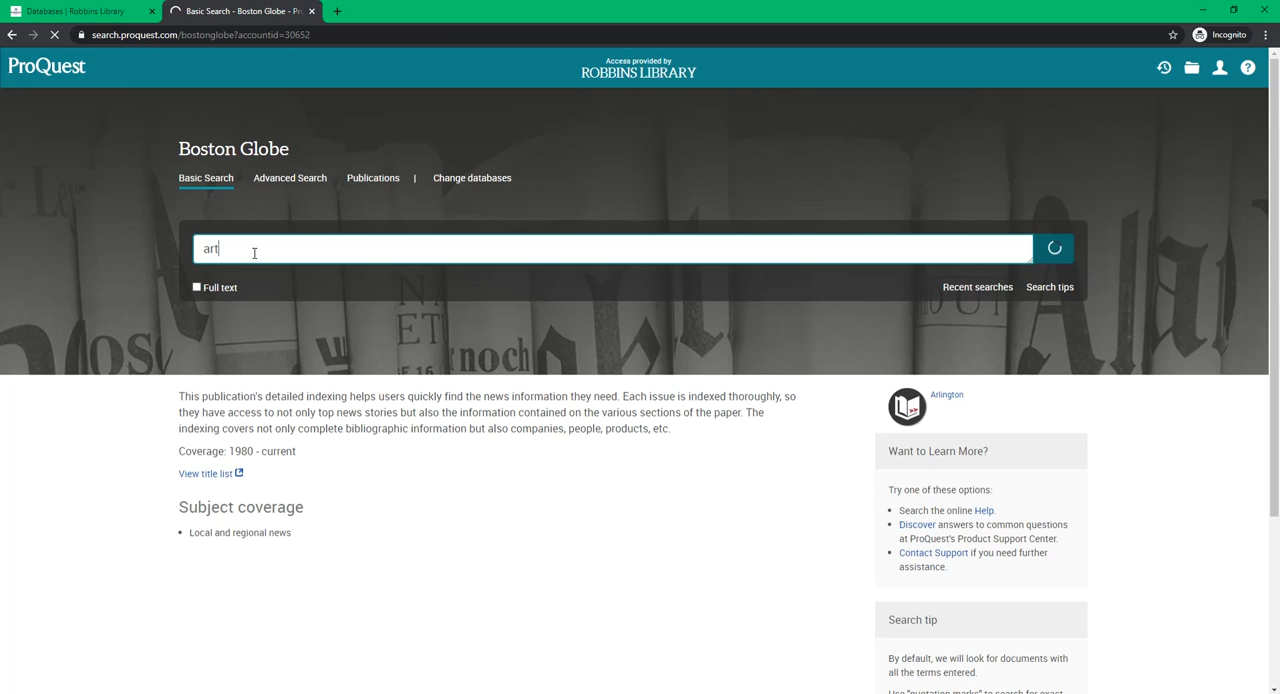 Databases | Robbins Library
Basic Search - Boston Globe - Pr
search.proquest.com/bostonglobe?accountid=30652
Incognito
ProQuest
Access provided by
ROBBINS LIBRARY
Boston Globe
Basic Search
Advanced Search
Publications
|
Change databases
art
Full text
Recent searches
Search tips
This publication's detailed indexing helps users quickly find the news information they need. Each issue is indexed thoroughly, so
they have access to not only top news stories but also the information contained on the various sections of the paper. The
indexing covers not only complete bibliographic information but also companies, people, products, etc.
Coverage: 1980 - current
View title list
Subject coverage
• Local and regional news
Arlington
Want to Learn More?
Try one of these options:
• Search the online Help.
• Discover answers to common questions
at ProQuest's Product Support Center.
• Contact Support if you need further
assistance.
Search tip
By default, we will look for documents with
all the terms entered.
Use "quotation marks" to search for exact